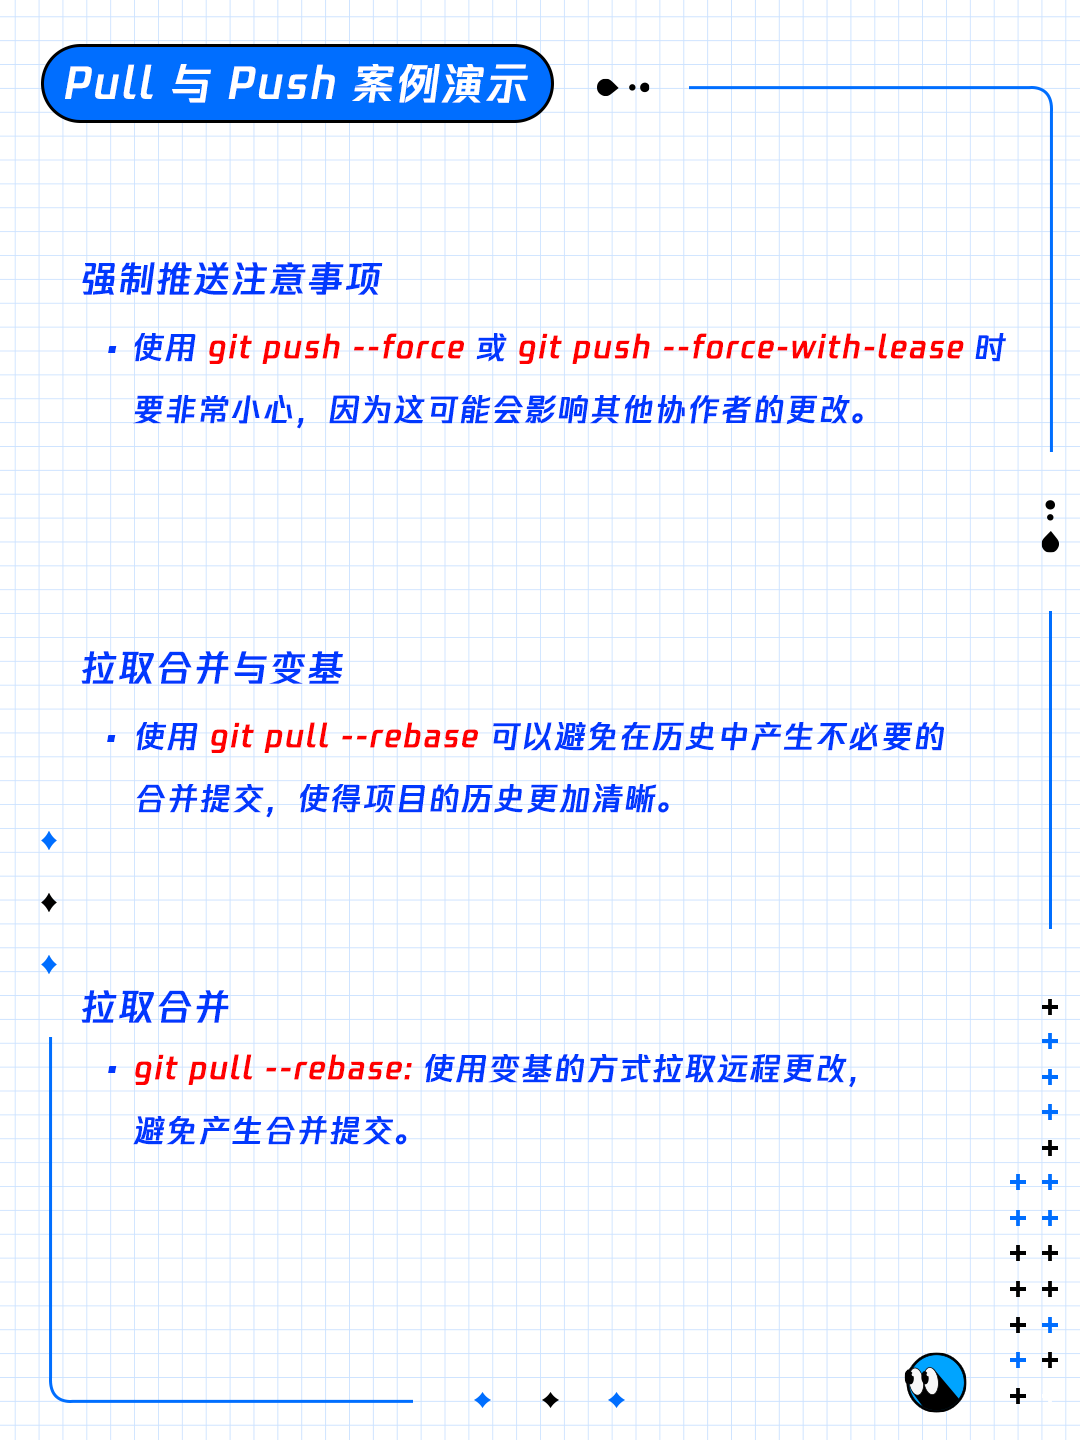 Pull 与 Push 案例演示
强制推送注意事项
· 使用 git push --force 或 git push --force-with-lease 时
要非常小心，因为这可能会影响其他协作者的更改。
拉取合并与变基
· 使用 git pull --rebase 可以避免在历史中产生不必要的
合并提交，使得项目的历史更加清晰。
拉取合并
· git pull --rebase: 使用变基的方式拉取远程更改，
避免产生合并提交。